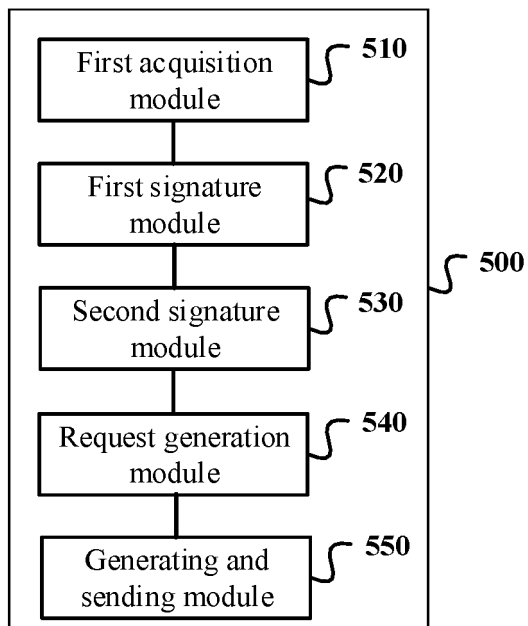 First acquisition
module
510
First signature
module
520
500
Second signature
module
530
Request generation
module
540
Generating and
sending module
550